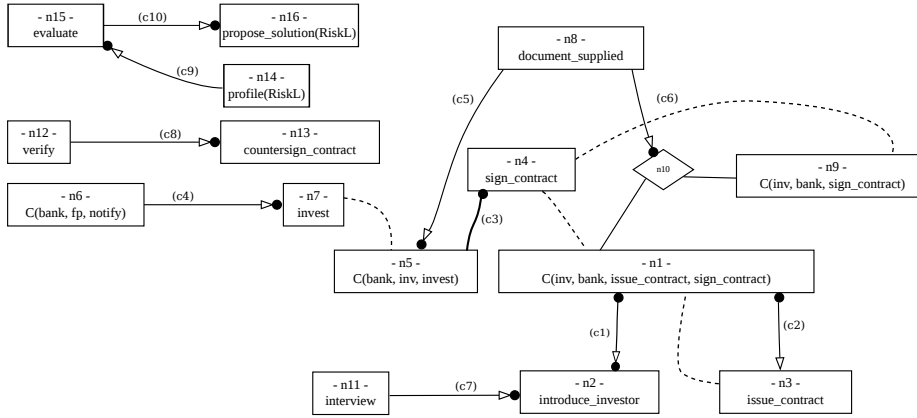 - n15 -
evaluate
(c10)
- n16 -
propose_solution(RiskL)
- n8 -
document_supplied
(c9)
- n14 -
profile(RiskL)
(c5)
(c6)
- n12 -
verify
(c8)
- n13 -
countersign_contract
- n4 -
sign_contract
n10
- n9 -
C(inv, bank, sign_contract)
- n6 -
C(bank, fp, notify)
(c4)
- n7 -
invest
(c3)
- n5 -
C(bank, inv, invest)
- n1 -
C(inv, bank, issue_contract, sign_contract)
(c1)
(c2)
- n11 -
interview
(c7)
- n2 -
introduce_investor
- n3 -
issue_contract